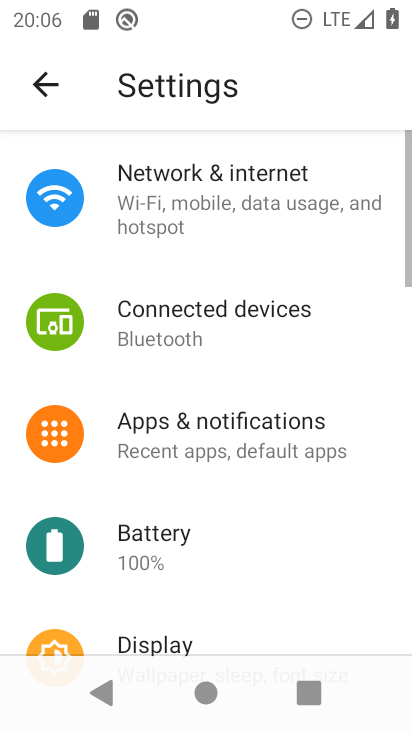 20:06
LTE
Settings
Network & internet
Wi-Fi, mobile, data usage, and
hotspot
Connected devices
Bluetooth
Apps & notifications
Recent apps, default apps
Battery
100%
Display
Wallpaper, sleep, font size